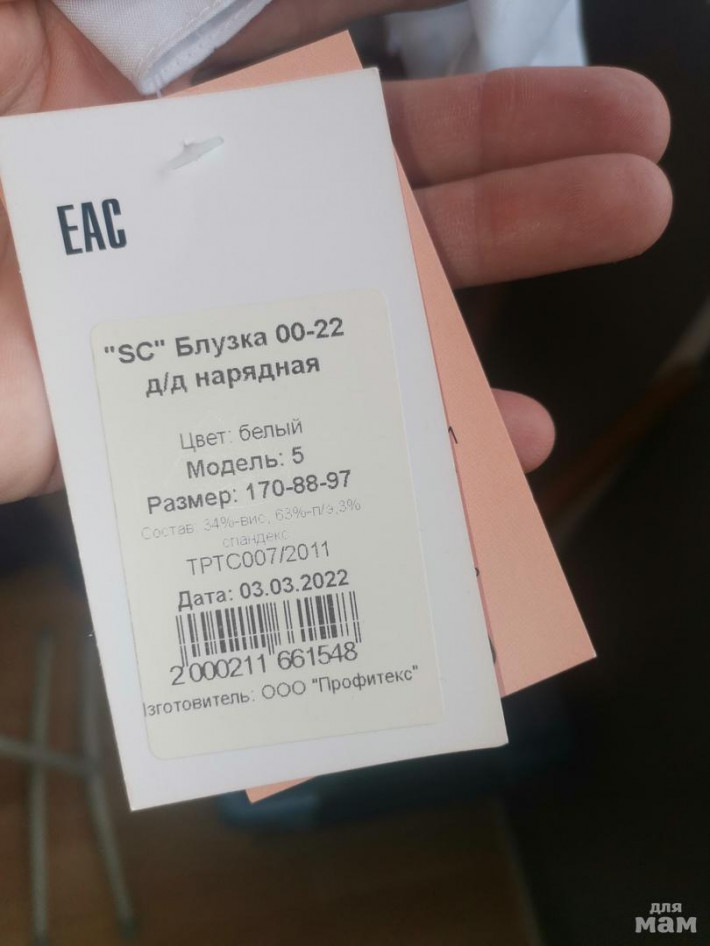 EAC
"SC" Блузка 00-22
д/д нарядная
Цвет: белый
Модель: 5
Размер: 170-88-97
Состав: 34%-вис, 63%-п/э,3%
спандекс
ТРТС007/2011
Дата: 03.03.2022
2 000211 661548
Ізготовитель: ООО "Профитекс"
для
мам